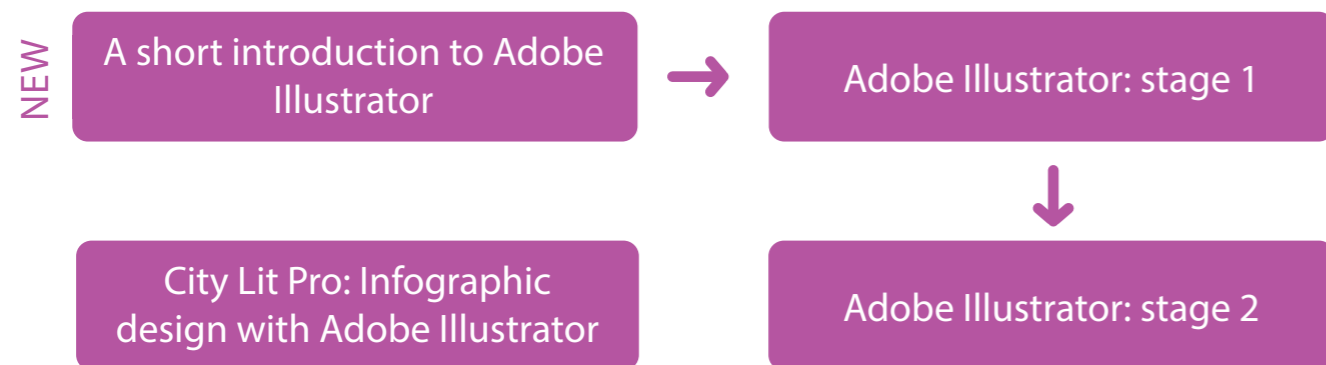 NEW
A short introduction to Adobe
Illustrator
Adobe Illustrator: stage 1
City Lit Pro: Infographic
design with Adobe Illustrator
Adobe Illustrator: stage 2